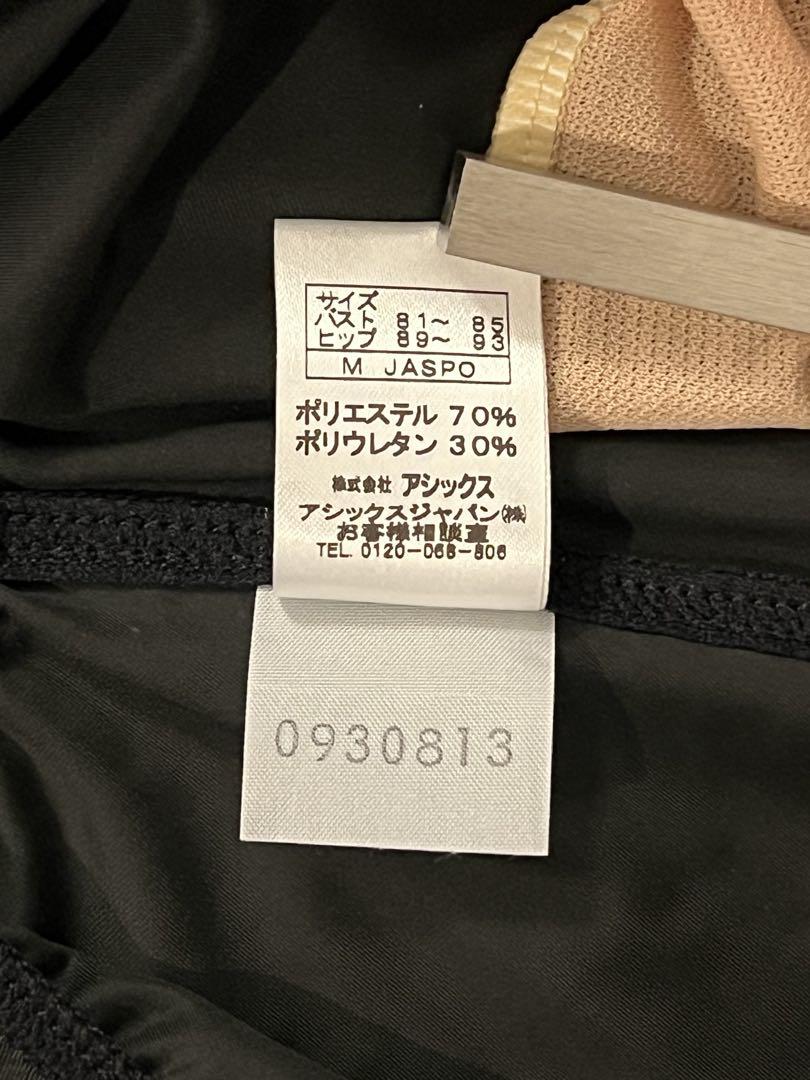 サイズ
バスト 81～ 85
ヒップ 89～ 93
M JASPO
ポリエステル 70%
ポリウレタン 30%
株式会社 アシックス
アシックスジャパン(株)
お客様相談室
TEL. 0120-068-806
0930813